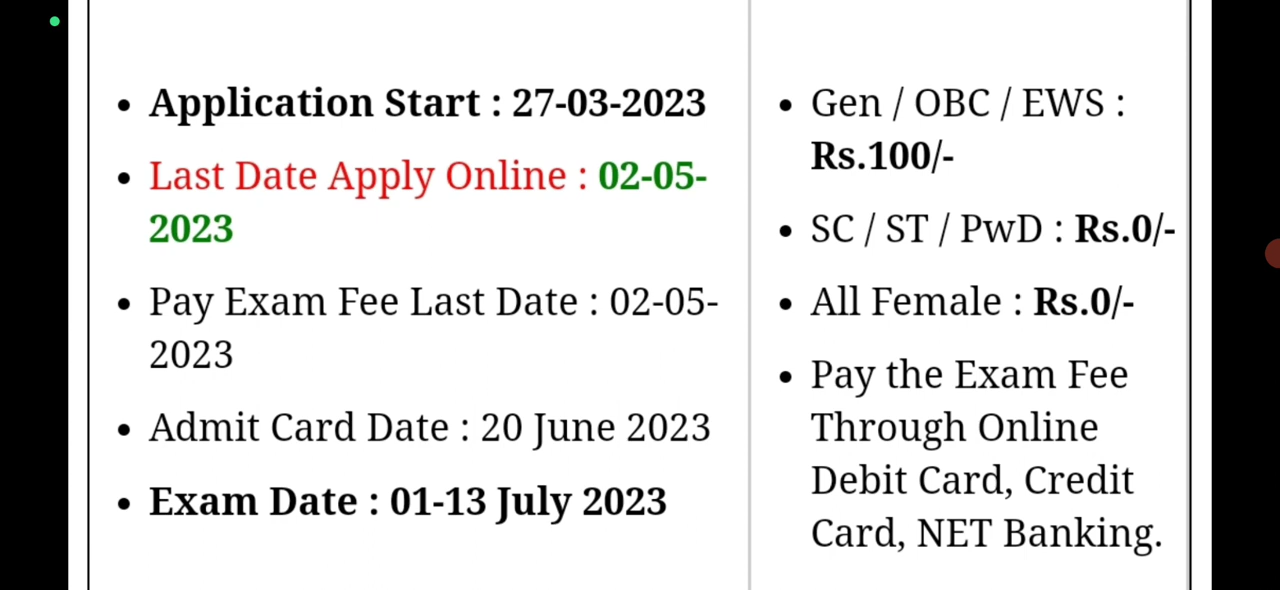 Application Start : 27-03-2023
Last Date Apply Online : 02-05-
2023
Pay Exam Fee Last Date : 02-05-
2023
Admit Card Date : 20 June 2023
Exam Date : 01-13 July 2023
Gen / OBC / EWS :
Rs.100/-
SC / ST / PwD : Rs.0/-
All Female : Rs.0/-
Pay the Exam Fee
Through Online
Debit Card, Credit
Card, NET Banking.